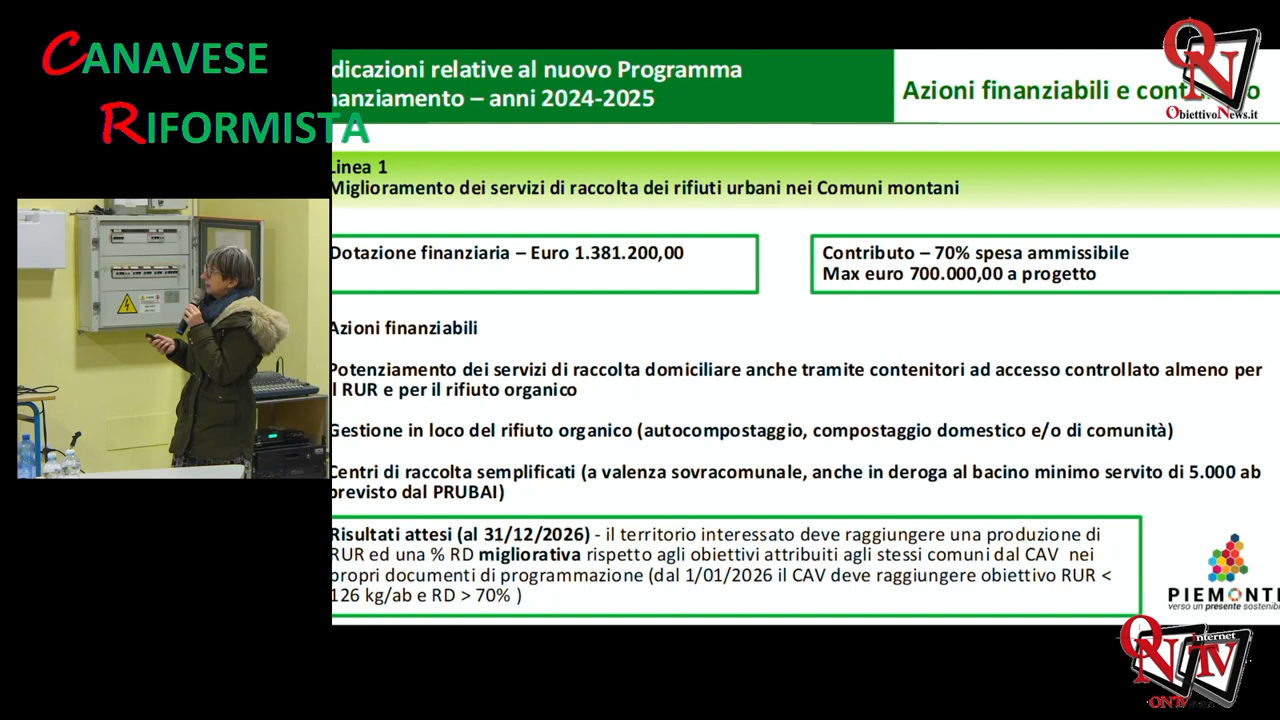 CANAVESE
RIFORMISTA
dicazioni relative al nuovo Programma
nanziamento – anni 2024-2025
Azioni finanziabili e
ON
ObiettivoNews.it
Linea 1
Miglioramento dei servizi di raccolta dei rifiuti urbani nei Comuni montani
Dotazione finanziaria – Euro 1.381.200,00
Contributo – 70% spesa ammissibile
Max euro 700.000,00 a progetto
Azioni finanziabili
Potenziamento dei servizi di raccolta domiciliare anche tramite contenitori ad accesso controllato almeno per
il RUR e per il rifiuto organico
Gestione in loco del rifiuto organico (autocompostaggio, compostaggio domestico e/o di comunità)
Centri di raccolta semplificati (a valenza sovracomunale, anche in deroga al bacino minimo servito di 5.000 ab
previsto dal PRUBAI)
Risultati attesi (al 31/12/2026) - il territorio interessato deve raggiungere una produzione di
RUR ed una % RD migliorativa rispetto agli obiettivi attribuiti agli stessi comuni dal CAV nei
propri documenti di programmazione (dal 1/01/2026 il CAV deve raggiungere obiettivo RUR <
126 kg/ab e RD > 70% )
PIEMONTE
verso un presente sostenibi
ON
internet
TV